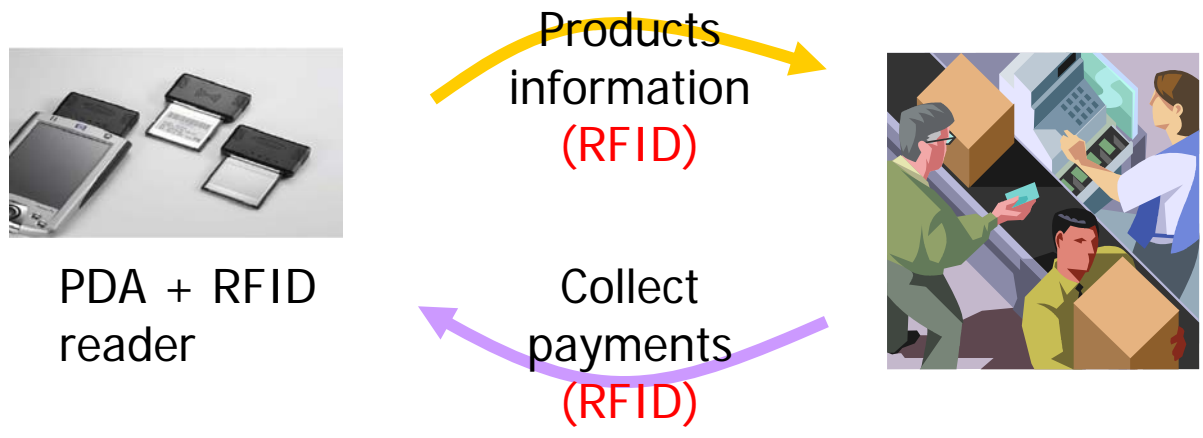 Products
information
(RFID)
PDA + RFID
reader
Collect
payments
(RFID)